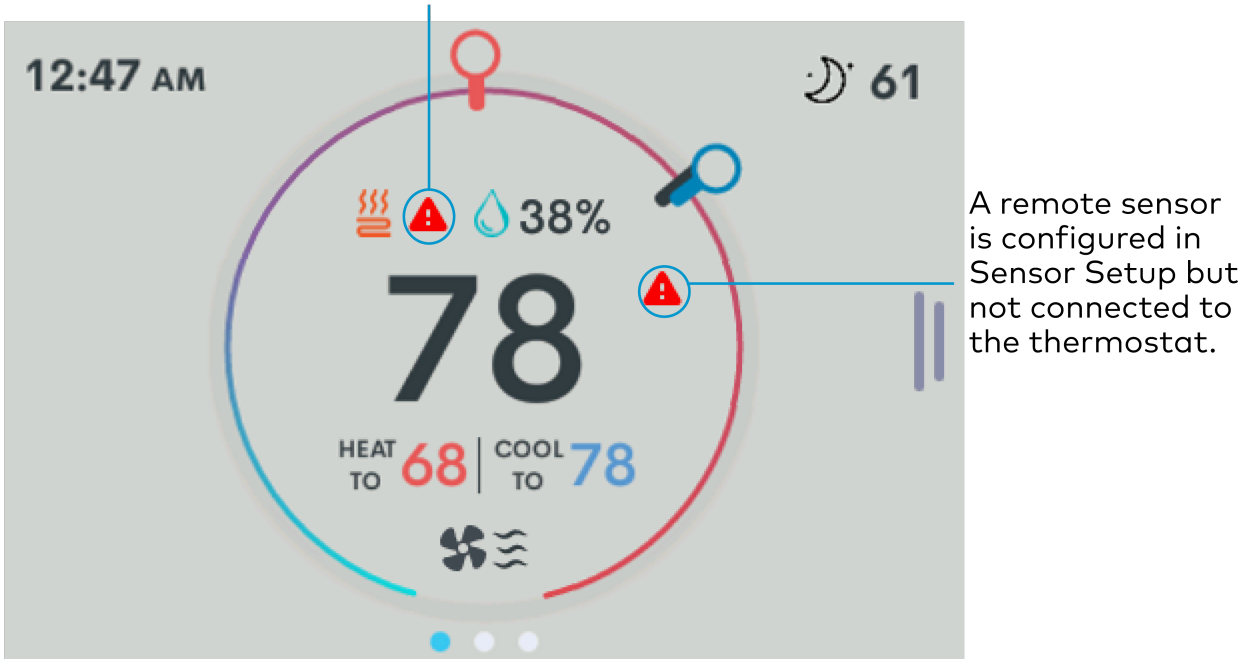 12:47 AM
61
38%
78
HEAT TO 68 | COOL TO 78
A remote sensor
is configured in
Sensor Setup but
not connected to
the thermostat.